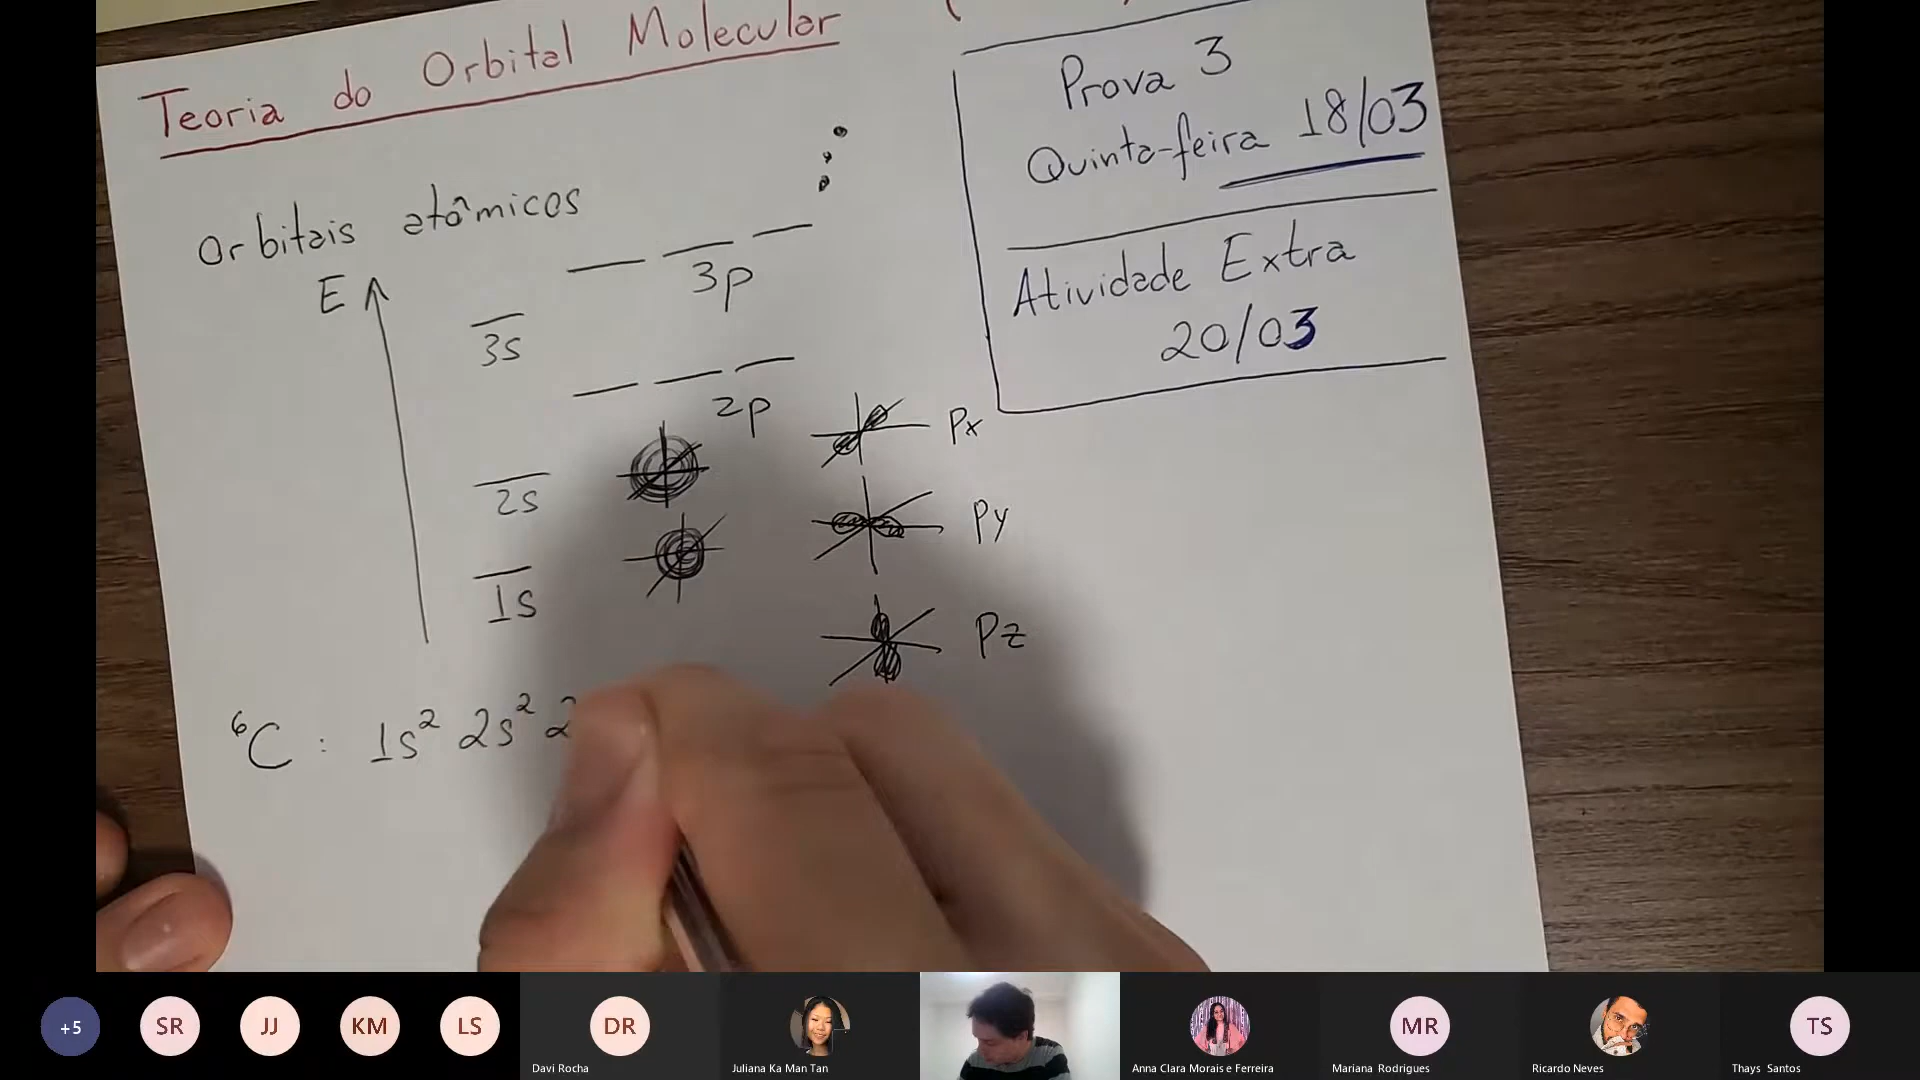 Teoria do Orbital Molecular
Prova 3
Quinta-feira 18/03
Atividade Extra
20/03
Orbitais atômicos
E
3p
3s
2p
2s
1s
Px
Py
Pz
⁶C : 1s² 2s² 2
+5
SR
JJ
KM
LS
DR
Davi Rocha
Juliana Ka Man Tan
Anna Clara Morais e Ferreira
MR
Mariana Rodrigues
Ricardo Neves
TS
Thays Santos